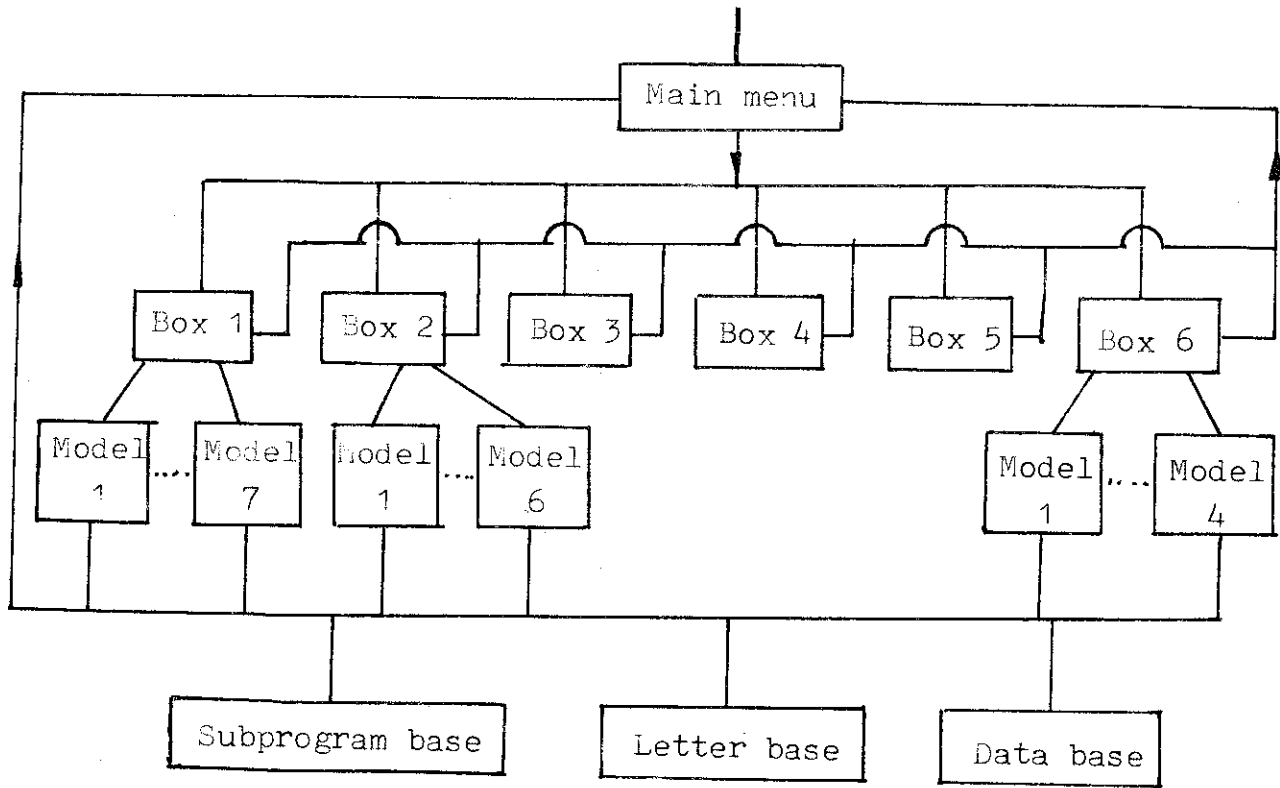 Main menu
Box 1
Box 2
Box 3
Box 4
Box 5
Box 6
Model
1
.....
Model
7
Model
1
....
Model
6
Model
1
....
Model
4
Subprogram base
Letter base
Data base